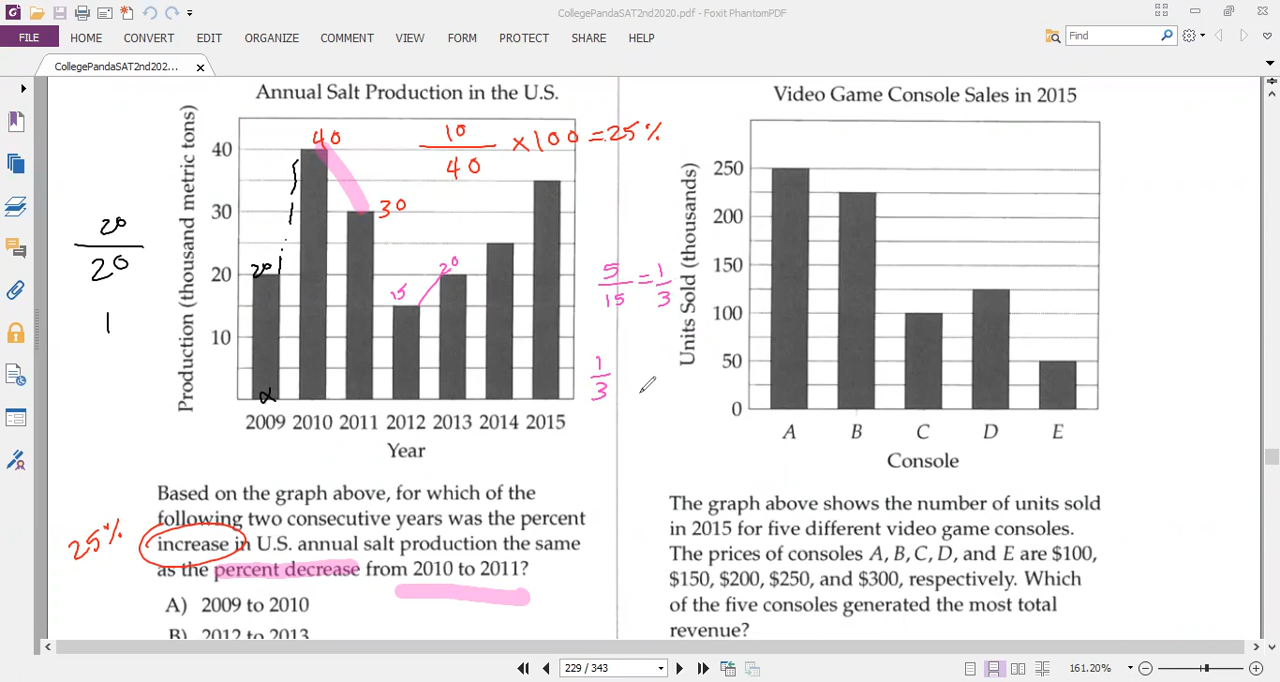 CollegePandaSAT2nd2020.pdf - Foxit PhantomPDF
FILE HOME CONVERT EDIT ORGANIZE COMMENT VIEW FORM PROTECT SHARE HELP
Find
CollegePandaSAT2nd202...
Annual Salt Production in the U.S.
Production (thousand metric tons)
40
30
20
10
2009 2010 2011 2012 2013 2014 2015
Year
40
10
40
×100 = 25%
30
20
20
20
1
20
15
5
15
= 1
3
1
3
Based on the graph above, for which of the
following two consecutive years was the percent
increase in U.S. annual salt production the same
as the percent decrease from 2010 to 2011?
25%
A) 2009 to 2010
B) 2012 to 2013
Video Game Console Sales in 2015
Units Sold (thousands)
250
200
150
100
50
0
A B C D E
Console
The graph above shows the number of units sold
in 2015 for five different video game consoles.
The prices of consoles A, B, C, D, and E are $100,
$150, $200, $250, and $300, respectively. Which
of the five consoles generated the most total
revenue?
229 / 343
161.20%